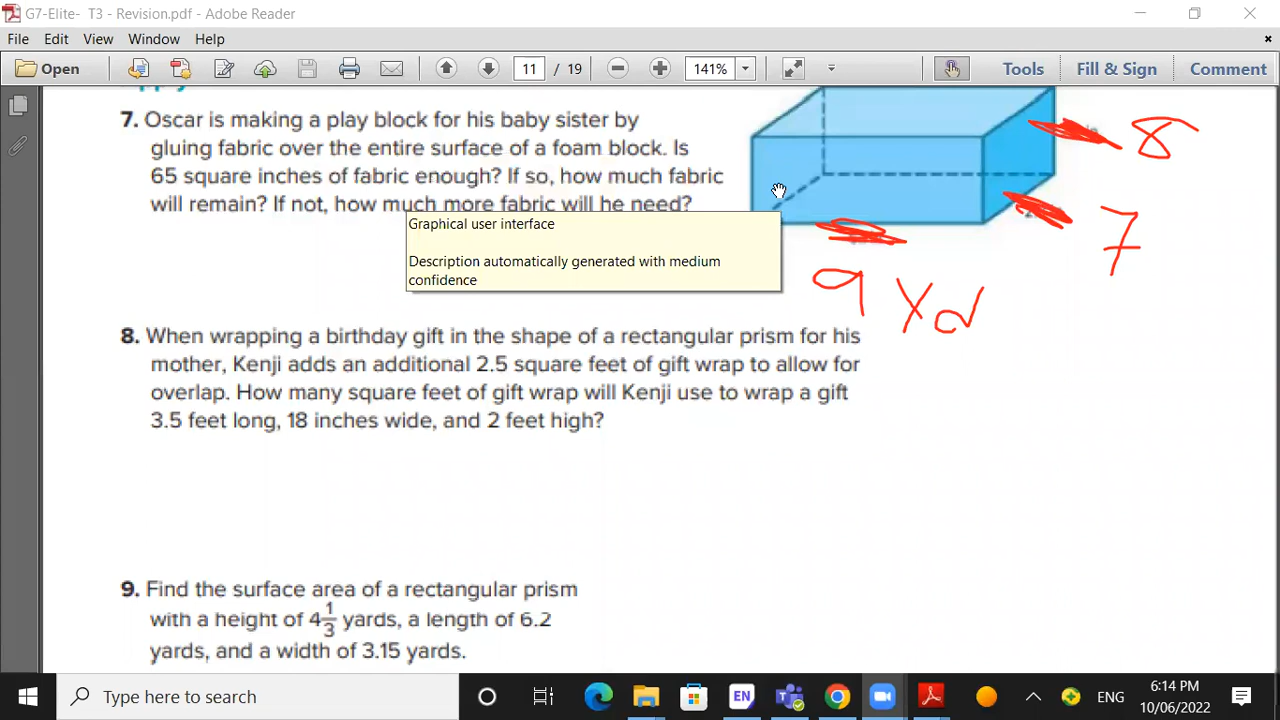 G7-Elite- T3 - Revision.pdf - Adobe Reader
File Edit View Window Help
Open 11 / 19 141% Tools Fill & Sign Comment
7. Oscar is making a play block for his baby sister by
gluing fabric over the entire surface of a foam block. Is
65 square inches of fabric enough? If so, how much fabric
will remain? If not, how much more fabric will he need?
8
7
9 Yd
Graphical user interface
Description automatically generated with medium
confidence
8. When wrapping a birthday gift in the shape of a rectangular prism for his
mother, Kenji adds an additional 2.5 square feet of gift wrap to allow for
overlap. How many square feet of gift wrap will Kenji use to wrap a gift
3.5 feet long, 18 inches wide, and 2 feet high?
9. Find the surface area of a rectangular prism
with a height of 4 1/3 yards, a length of 6.2
yards, and a width of 3.15 yards.
Type here to search
EN
ENG
6:14 PM
10/06/2022